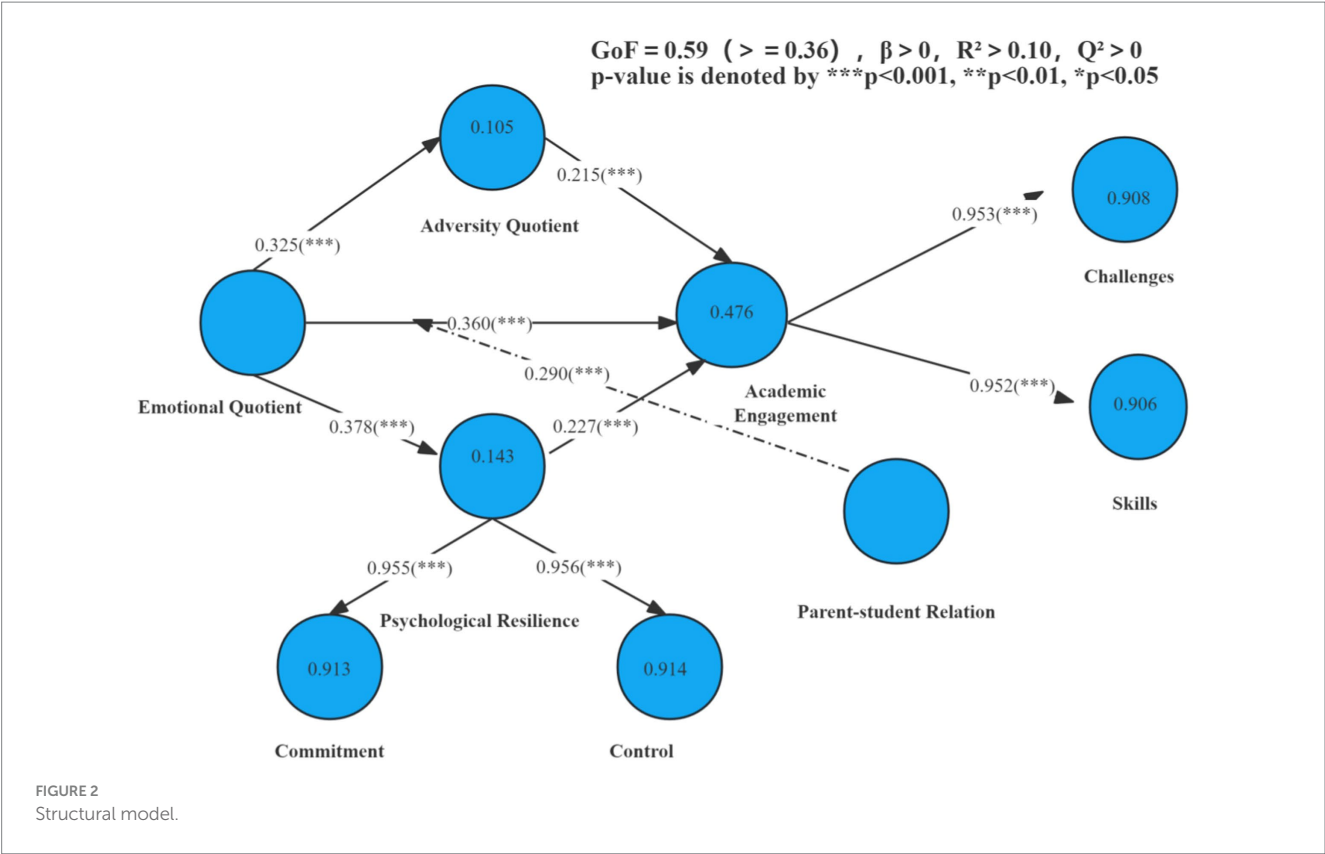 GoF = 0.59 ( > = 0.36) , β > 0, R² > 0.10, Q² > 0
p-value is denoted by ***p<0.001, **p<0.01, *p<0.05
0.105
0.215(***)
0.908
0.953(***)
Adversity Quotient
0.325(***)
Challenges
0.476
0.360(***)
0.290(***)
0.952(***)
Academic
Engagement
0.906
Emotional Quotient
0.378(***)
0.227(***)
0.143
Skills
0.955(***)
0.956(***)
Parent-student Relation
Psychological Resilience
0.913
0.914
Commitment
Control
FIGURE 2
Structural model.